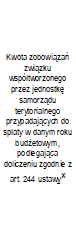 Kwota zobowiązań
związku
współtworzonego
przez jednostkę
samorządu
terytorialnego
przypadających do
spłaty w danym roku
budżetowym,
podlegająca
doliczeniu zgodnie z
art. 244 ustawyx